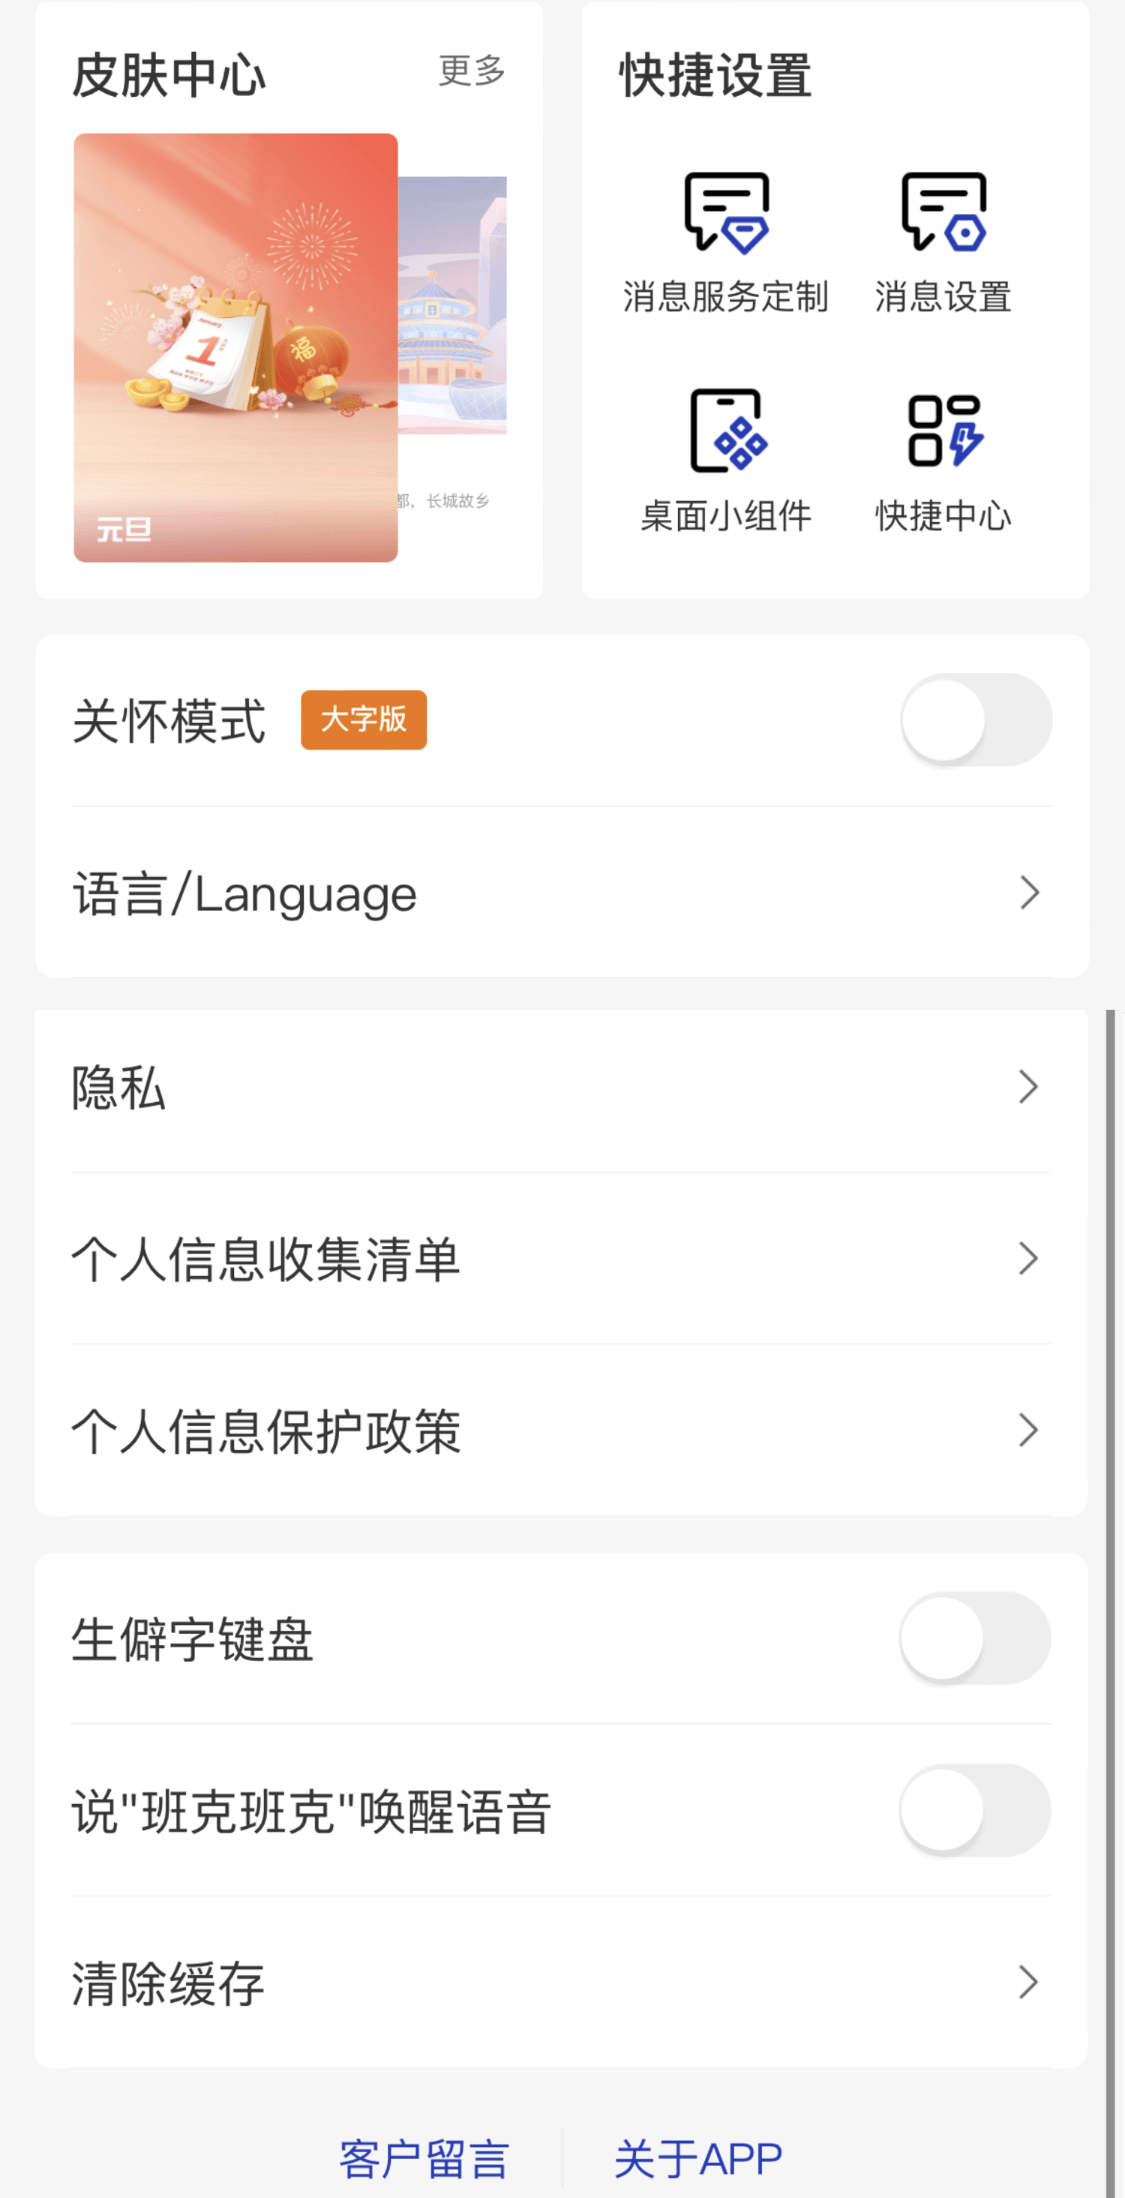 皮肤中心
更多
January
1
福
元旦
都，长城故乡
快捷设置
消息服务定制
消息设置
桌面小组件
快捷中心
关怀模式
大字版
语言/Language
隐私
个人信息收集清单
个人信息保护政策
生僻字键盘
说"班克班克"唤醒语音
清除缓存
客户留言
关于APP